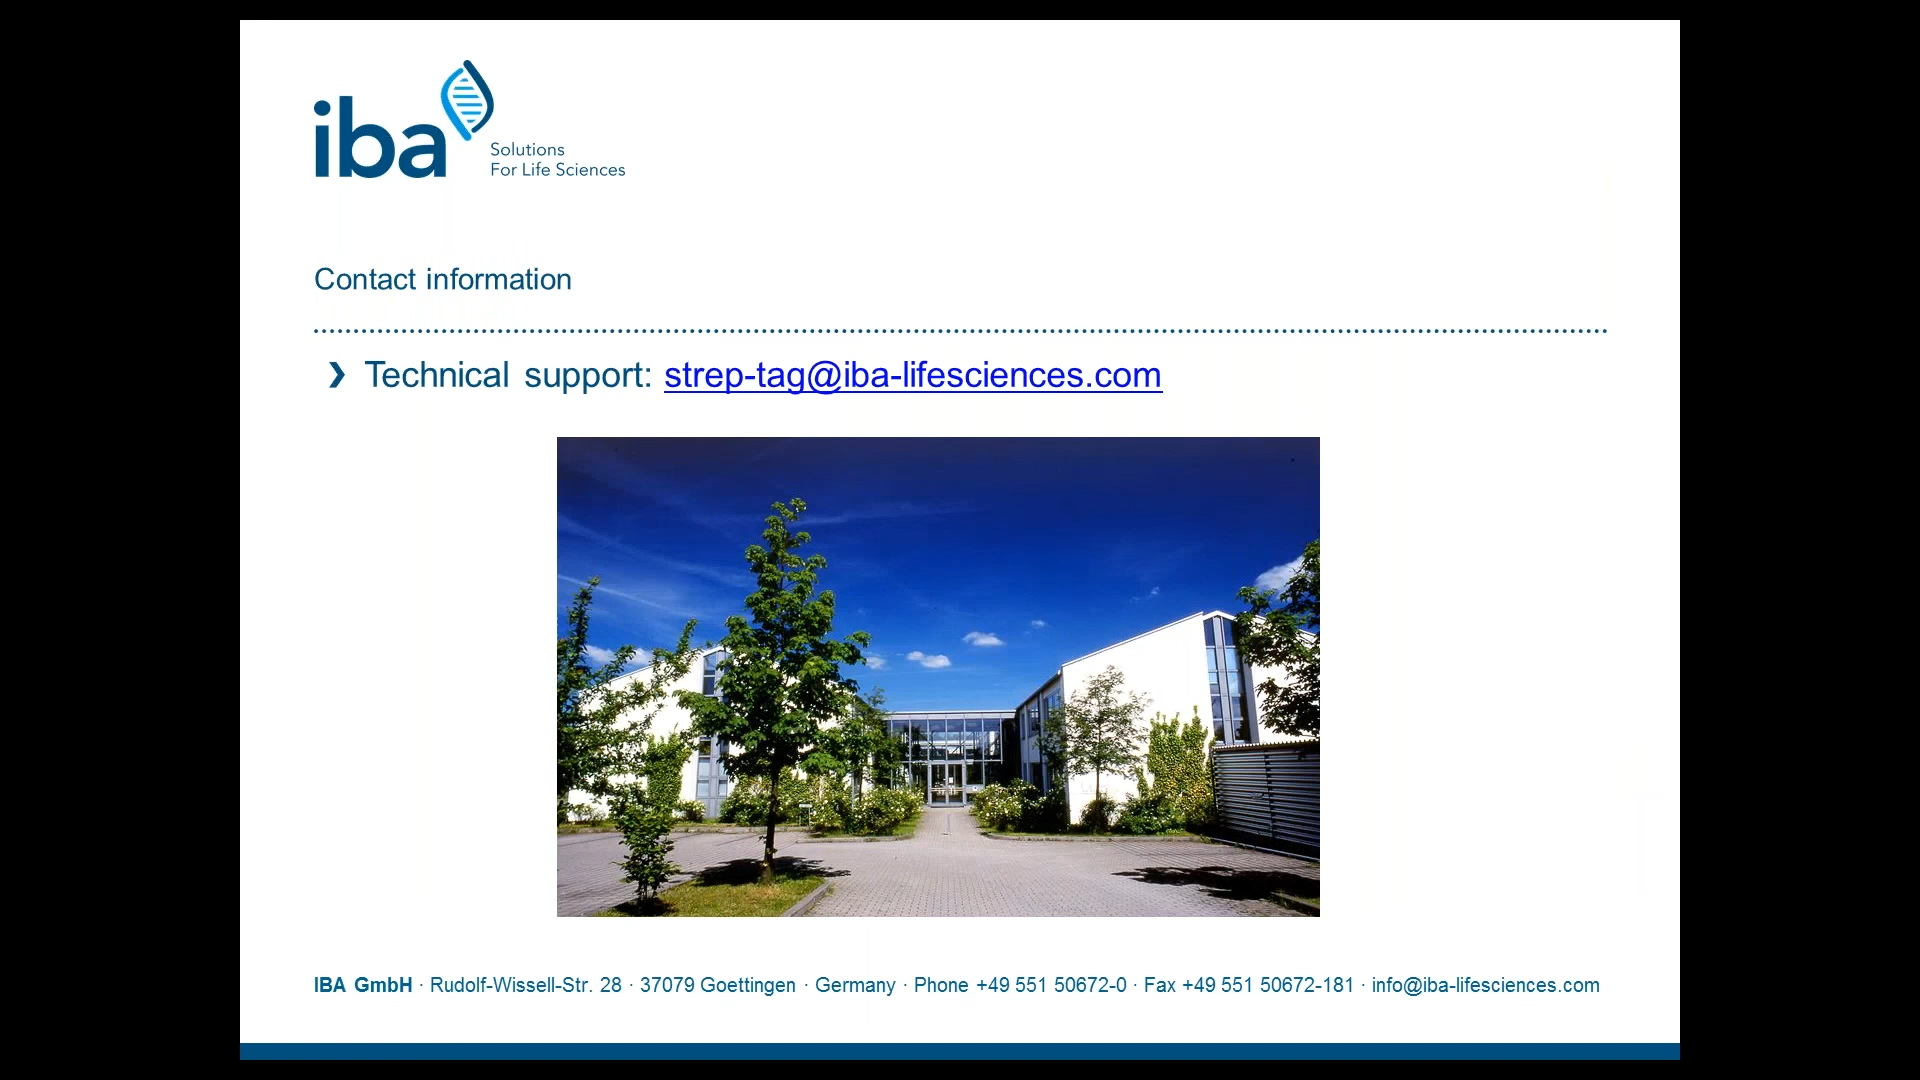 iba
Solutions
For Life Sciences
Contact information
❯ Technical support: strep-tag@iba-lifesciences.com
IBA GmbH · Rudolf-Wissell-Str. 28 · 37079 Goettingen · Germany · Phone +49 551 50672-0 · Fax +49 551 50672-181 · info@iba-lifesciences.com